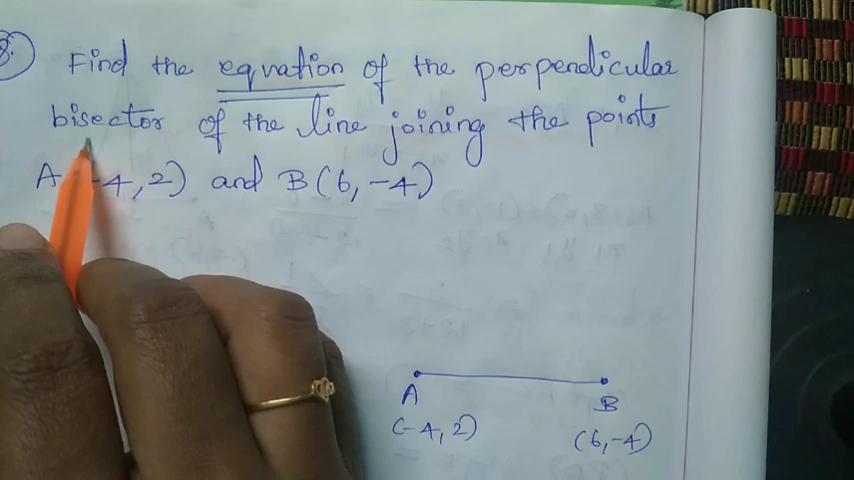 8. Find the equation of the perpendicular
bisector of the line joining the points
A -4, 2) and B (6, -4)
A
B
(-4, 2)
(6, -4)